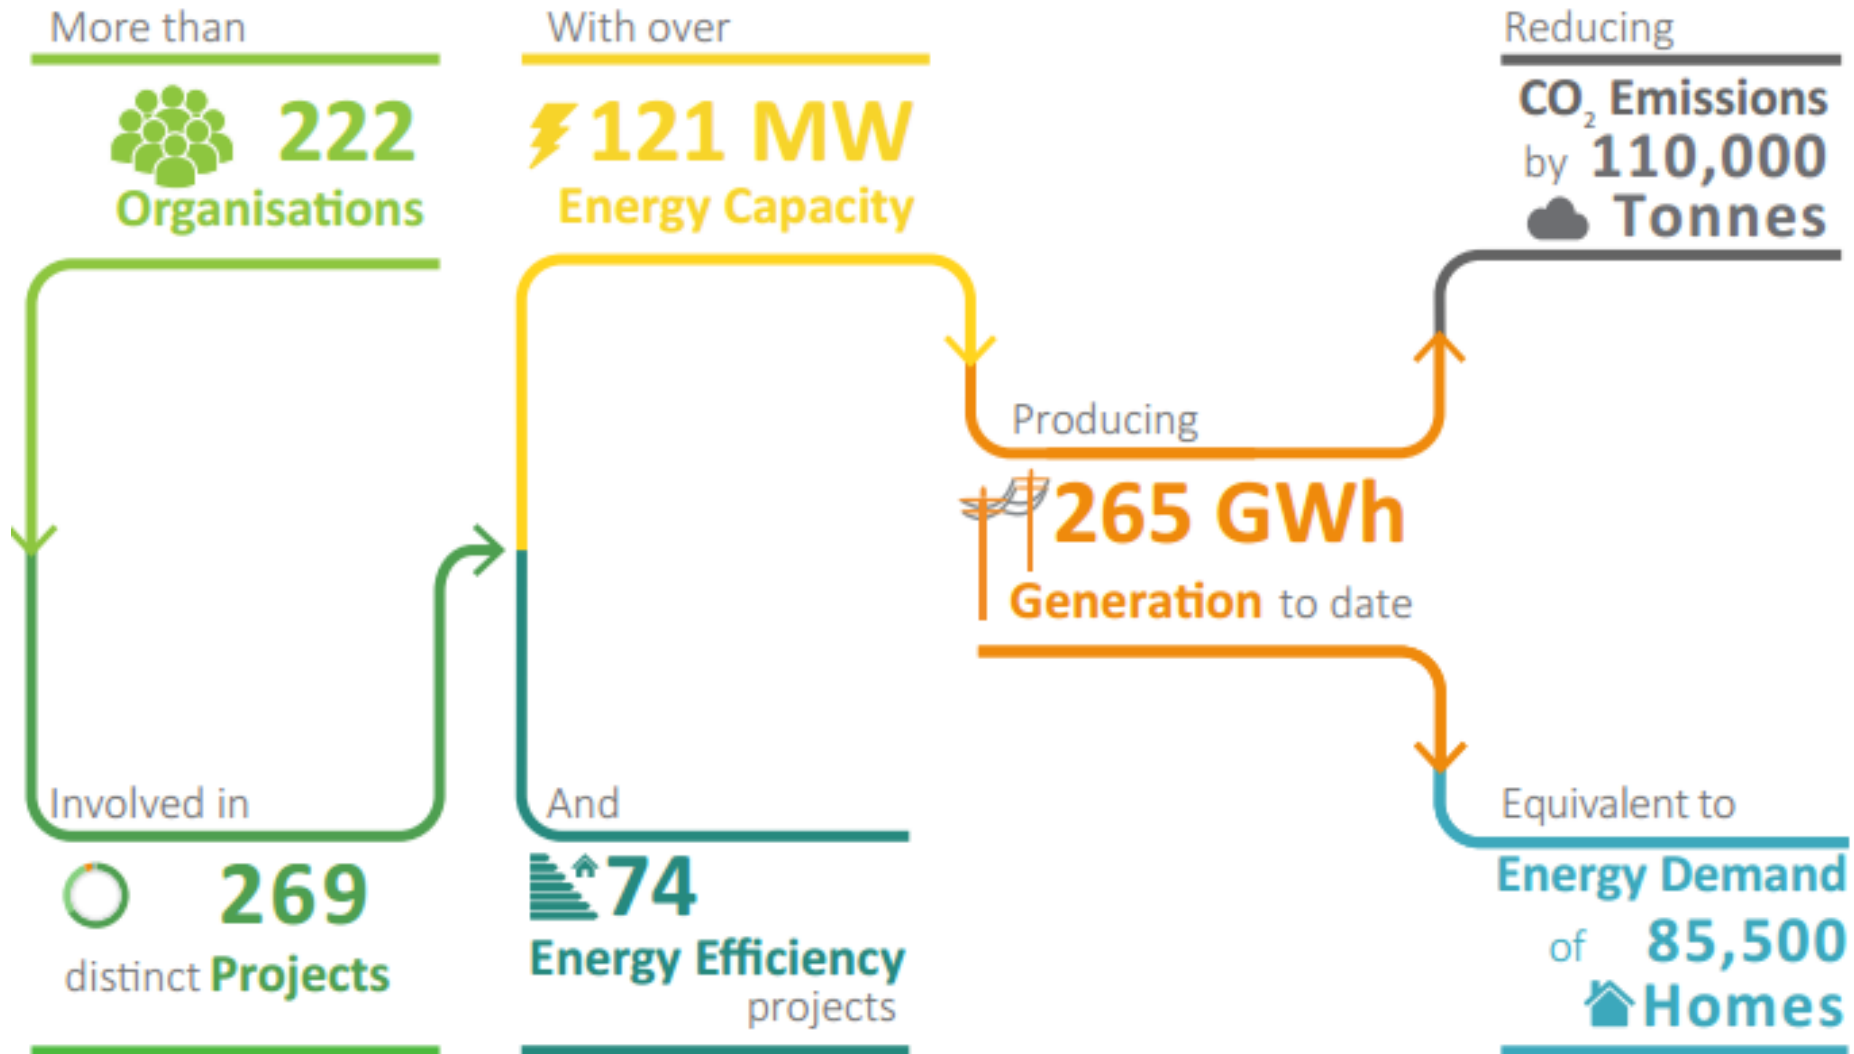 More than
222
Organisations
Involved in
269
distinct Projects
With over
121 MW
Energy Capacity
And
74
Energy Efficiency
projects
Producing
265 GWh
Generation to date
Reducing
CO₂ Emissions
by 110,000
Tonnes
Equivalent to
Energy Demand
of 85,500
Homes